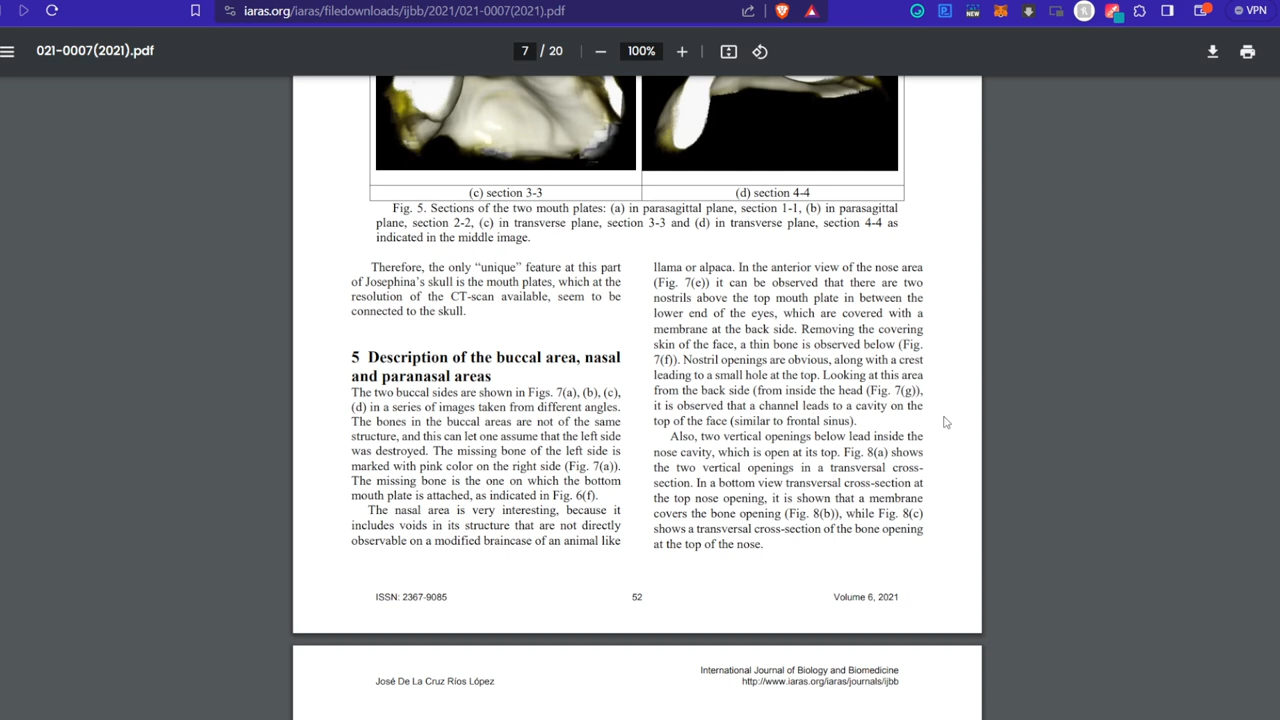 iaras.org/iaras/filedownloads/ijbb/2021/021-0007(2021).pdf
NEW
VPN
021-0007(2021).pdf
7 / 20
100%
(c) section 3-3
(d) section 4-4
Fig. 5. Sections of the two mouth plates: (a) in parasagittal plane, section 1-1, (b) in parasagittal
plane, section 2-2, (c) in transverse plane, section 3-3 and (d) in transverse plane, section 4-4 as
indicated in the middle image.
Therefore, the only “unique” feature at this part
of Josephina’s skull is the mouth plates, which at the
resolution of the CT-scan available, seem to be
connected to the skull.
5 Description of the buccal area, nasal
and paranasal areas
The two buccal sides are shown in Figs. 7(a), (b), (c),
(d) in a series of images taken from different angles.
The bones in the buccal areas are not of the same
structure, and this can let one assume that the left side
was destroyed. The missing bone of the left side is
marked with pink color on the right side (Fig. 7(a)).
The missing bone is the one on which the bottom
mouth plate is attached, as indicated in Fig. 6(f).
The nasal area is very interesting, because it
includes voids in its structure that are not directly
observable on a modified braincase of an animal like
llama or alpaca. In the anterior view of the nose area
(Fig. 7(e)) it can be observed that there are two
nostrils above the top mouth plate in between the
lower end of the eyes, which are covered with a
membrane at the back side. Removing the covering
skin of the face, a thin bone is observed below (Fig.
7(f)). Nostril openings are obvious, along with a crest
leading to a small hole at the top. Looking at this area
from the back side (from inside the head (Fig. 7(g)),
it is observed that a channel leads to a cavity on the
top of the face (similar to frontal sinus).
Also, two vertical openings below lead inside the
nose cavity, which is open at its top. Fig. 8(a) shows
the two vertical openings in a transversal cross-
section. In a bottom view transversal cross-section at
the top nose opening, it is shown that a membrane
covers the bone opening (Fig. 8(b)), while Fig. 8(c)
shows a transversal cross-section of the bone opening
at the top of the nose.
ISSN: 2367-9085
52
Volume 6, 2021
José De La Cruz Ríos López
International Journal of Biology and Biomedicine
http://www.iaras.org/iaras/journals/ijbb